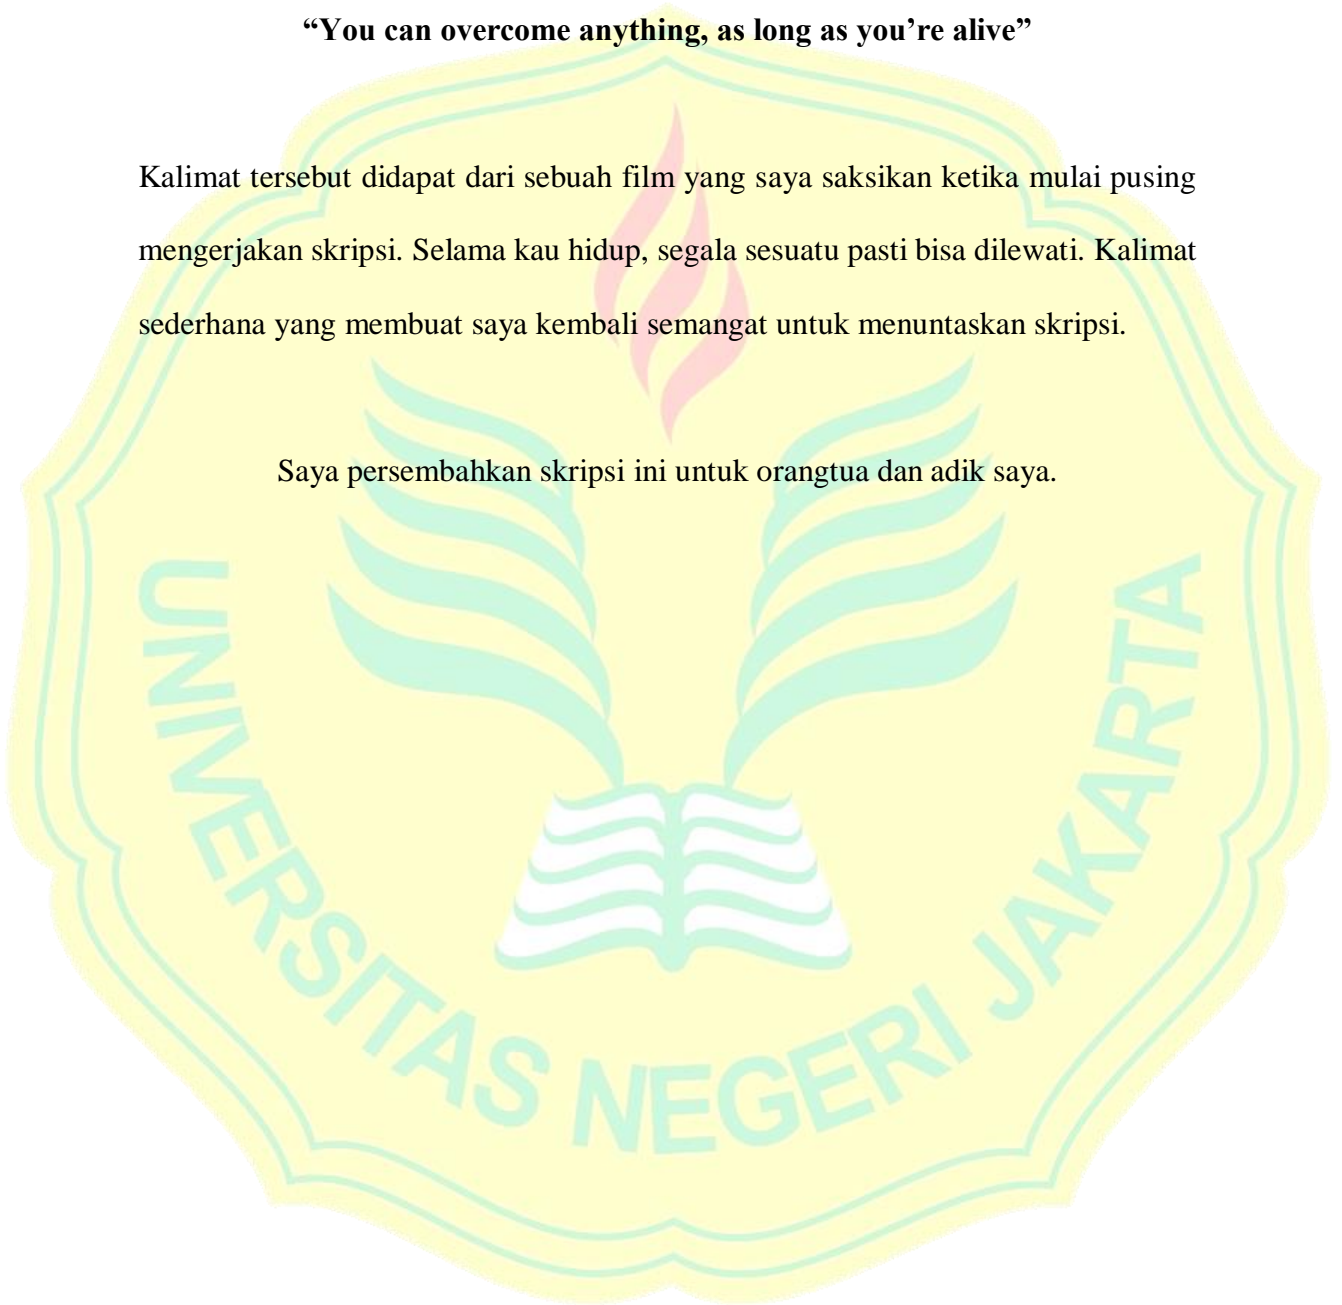 “You can overcome anything, as long as you’re alive”
Kalimat tersebut didapat dari sebuah film yang saya saksikan ketika mulai pusing
mengerjakan skripsi. Selama kau hidup, segala sesuatu pasti bisa dilewati. Kalimat
sederhana yang membuat saya kembali semangat untuk menuntaskan skripsi.
Saya persembahkan skripsi ini untuk orangtua dan adik saya.
UNIVERSITAS NEGERI JAKARTA